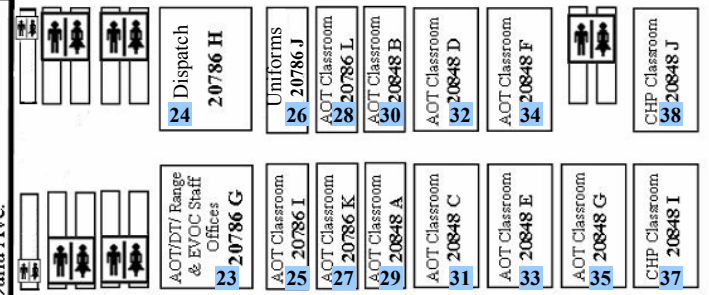 Dispatch
20786 H
24
Uniforms
20786 J
26
AOT Classroom
20786 L
28
AOT Classroom
20848 B
30
AOT Classroom
20848 D
32
AOT Classroom
20848 F
34
CHP Classroom
20848 J
38
AOT/DT/ Range
& EVOC Staff
Offices
20786 G
23
AOT Classroom
20786 I
25
AOT Classroom
20786 K
27
AOT Classroom
20848 A
29
AOT Classroom
20848 C
31
AOT Classroom
20848 E
33
AOT Classroom
20848 G
35
CHP Classroom
20848 I
37